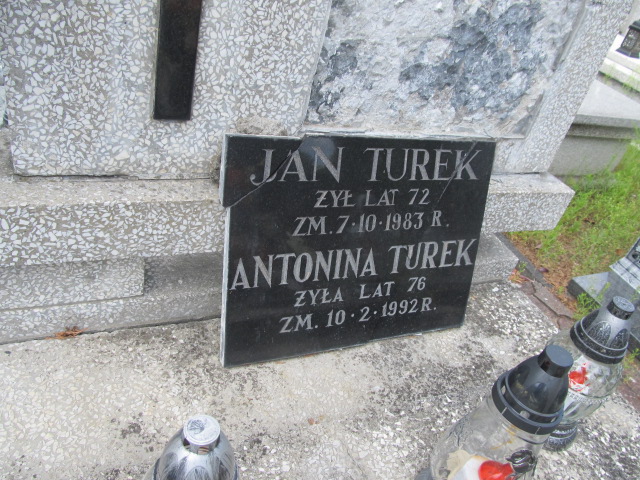 JAN TUREK
ŻYŁ LAT 72
ZM. 7·10·1983 R.
ANTONINA TUREK
ŻYŁA LAT 76
ZM. 10·2·1992 R.